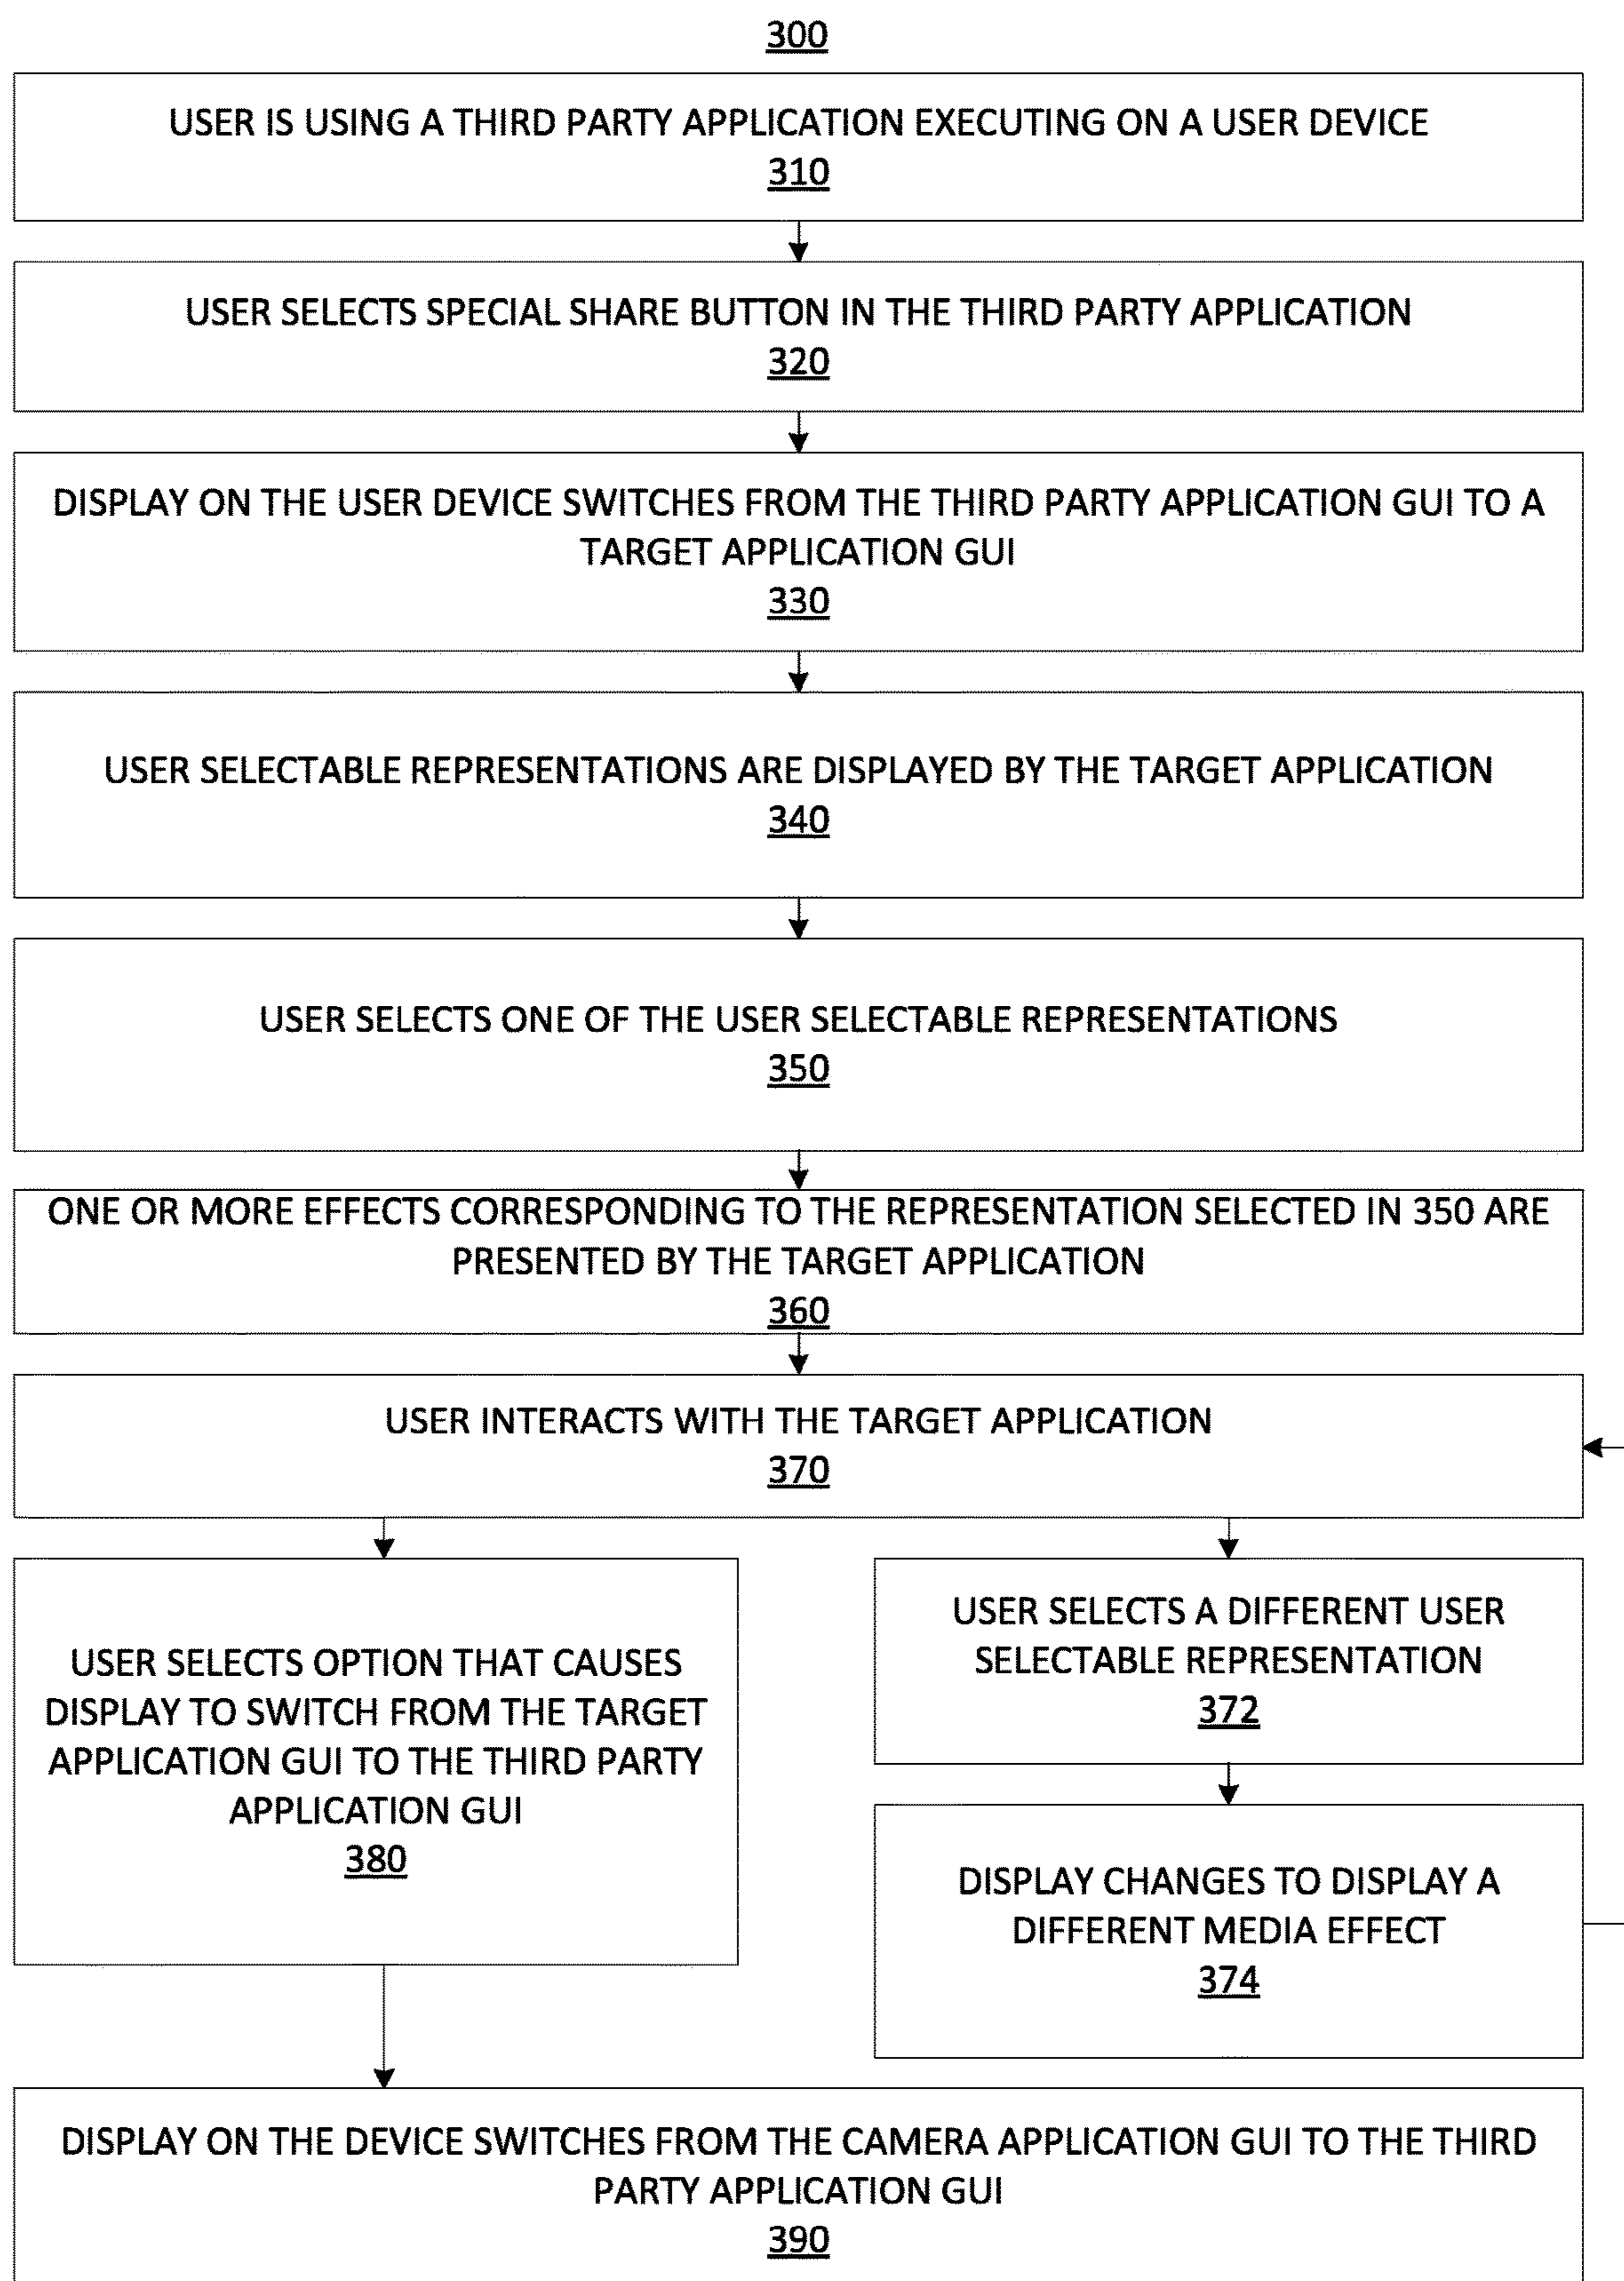 300
USER IS USING A THIRD PARTY APPLICATION EXECUTING ON A USER DEVICE
310
USER SELECTS SPECIAL SHARE BUTTON IN THE THIRD PARTY APPLICATION
320
DISPLAY ON THE USER DEVICE SWITCHES FROM THE THIRD PARTY APPLICATION GUI TO A
TARGET APPLICATION GUI
330
USER SELECTABLE REPRESENTATIONS ARE DISPLAYED BY THE TARGET APPLICATION
340
USER SELECTS ONE OF THE USER SELECTABLE REPRESENTATIONS
350
ONE OR MORE EFFECTS CORRESPONDING TO THE REPRESENTATION SELECTED IN 350 ARE
PRESENTED BY THE TARGET APPLICATION
360
USER INTERACTS WITH THE TARGET APPLICATION
370
USER SELECTS OPTION THAT CAUSES
DISPLAY TO SWITCH FROM THE TARGET
APPLICATION GUI TO THE THIRD PARTY
APPLICATION GUI
380
USER SELECTS A DIFFERENT USER
SELECTABLE REPRESENTATION
372
DISPLAY CHANGES TO DISPLAY A
DIFFERENT MEDIA EFFECT
374
DISPLAY ON THE DEVICE SWITCHES FROM THE CAMERA APPLICATION GUI TO THE THIRD
PARTY APPLICATION GUI
390